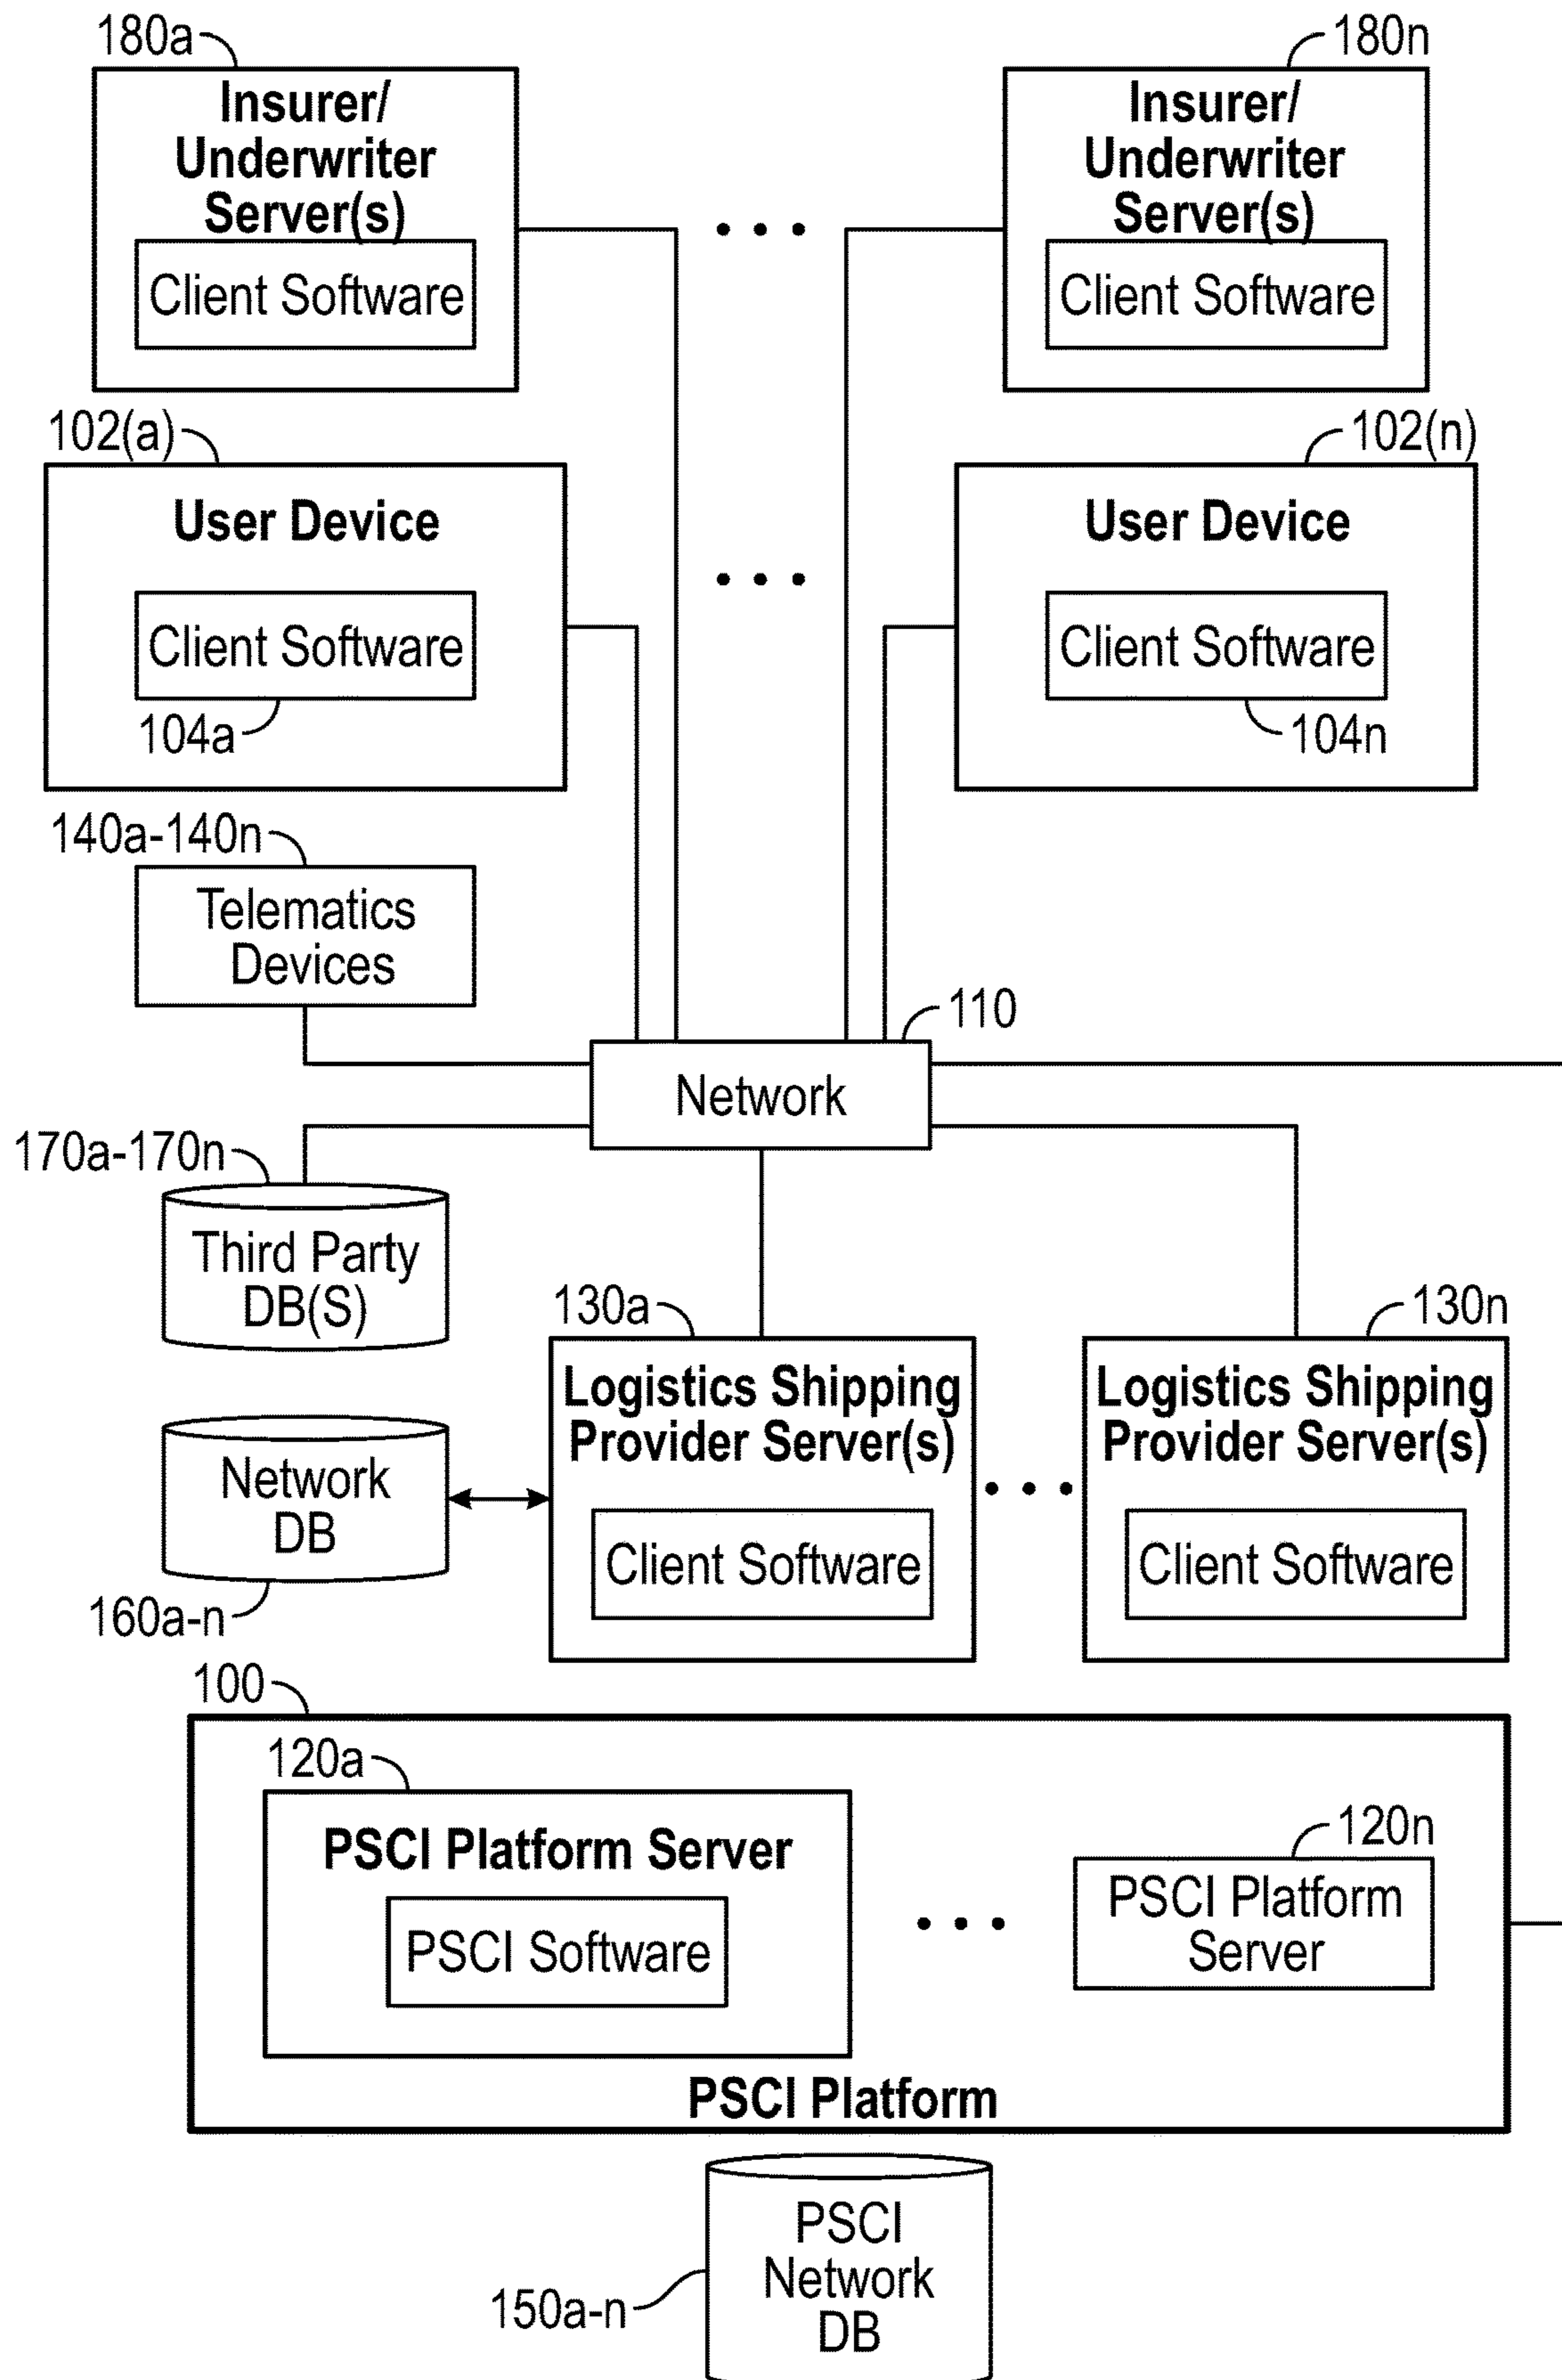 180a
180n
Insurer/
Underwriter
Server(s)
Client Software
Insurer/
Underwriter
Server(s)
Client Software
102(a)
102(n)
User Device
Client Software
104a
User Device
Client Software
104n
140a-140n
Telematics
Devices
110
Network
170a-170n
Third Party
DB(S)
130a
130n
Logistics Shipping
Provider Server(s)
Client Software
Logistics Shipping
Provider Server(s)
Client Software
Network
DB
160a-n
100
120a
PSCI Platform Server
PSCI Software
120n
PSCI Platform
Server
PSCI Platform
PSCI
Network
DB
150a-n